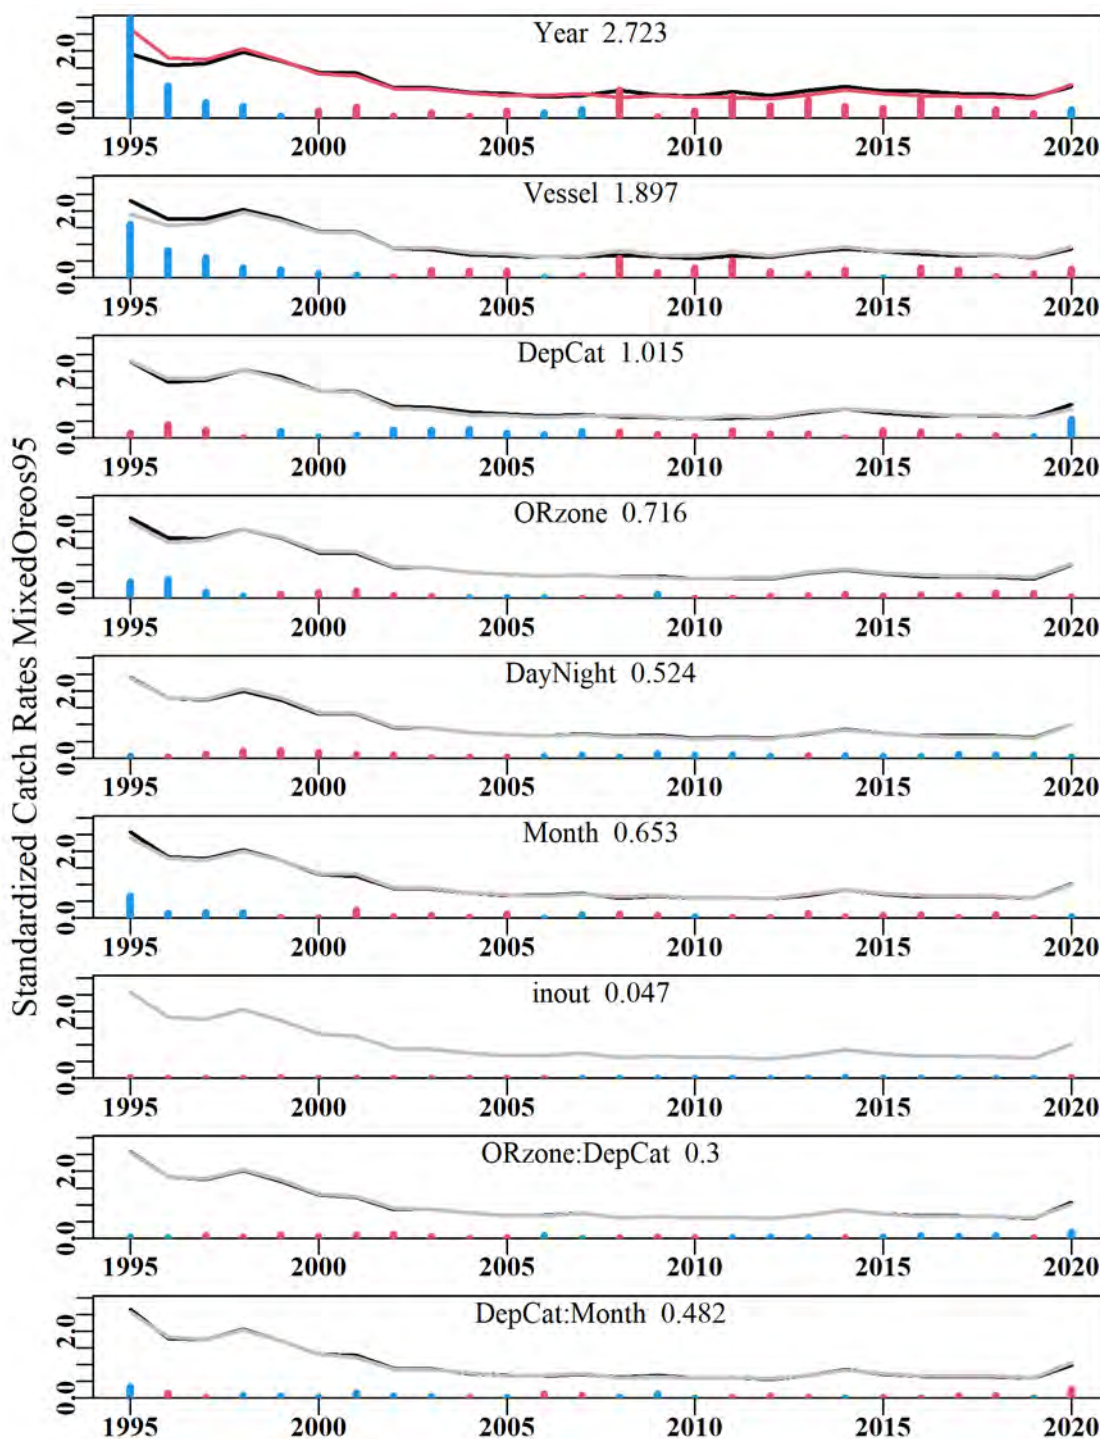 Standardized Catch Rates MixedOreos95
Year 2.723
0.0 2.0
1995 2000 2005 2010 2015 2020
Vessel 1.897
0.0 2.0
1995 2000 2005 2010 2015 2020
DepCat 1.015
0.0 2.0
1995 2000 2005 2010 2015 2020
ORzone 0.716
0.0 2.0
1995 2000 2005 2010 2015 2020
DayNight 0.524
0.0 2.0
1995 2000 2005 2010 2015 2020
Month 0.653
0.0 2.0
1995 2000 2005 2010 2015 2020
inout 0.047
0.0 2.0
1995 2000 2005 2010 2015 2020
ORzone:DepCat 0.3
0.0 2.0
1995 2000 2005 2010 2015 2020
DepCat:Month 0.482
0.0 2.0
1995 2000 2005 2010 2015 2020